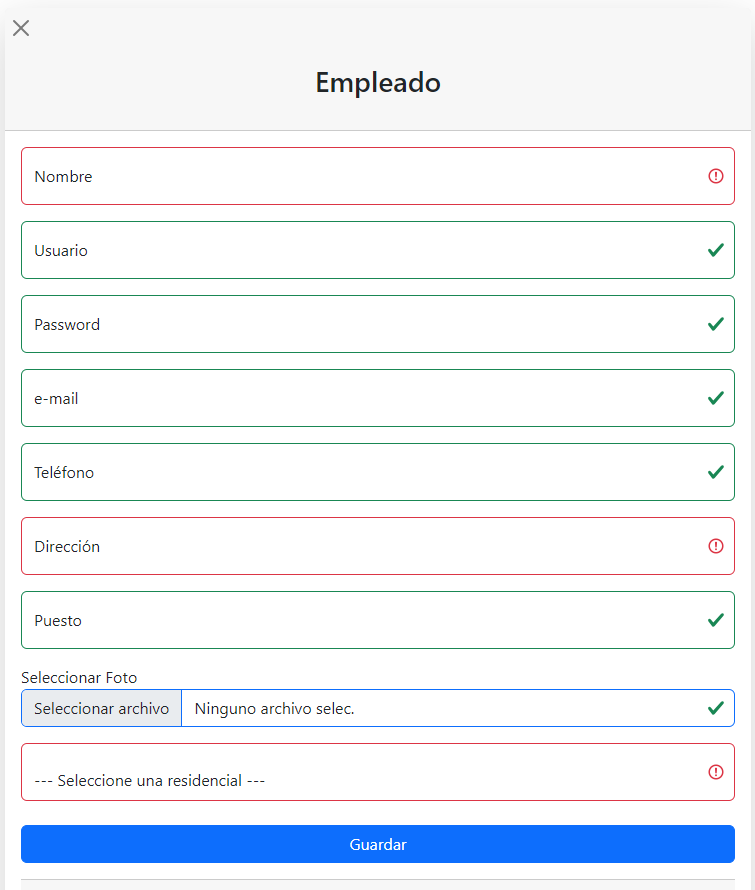 Empleado
Nombre
Usuario
Password
e-mail
Teléfono
Dirección
Puesto
Seleccionar Foto
Seleccionar archivo Ninguno archivo selec.
--- Seleccione una residencial ---
Guardar